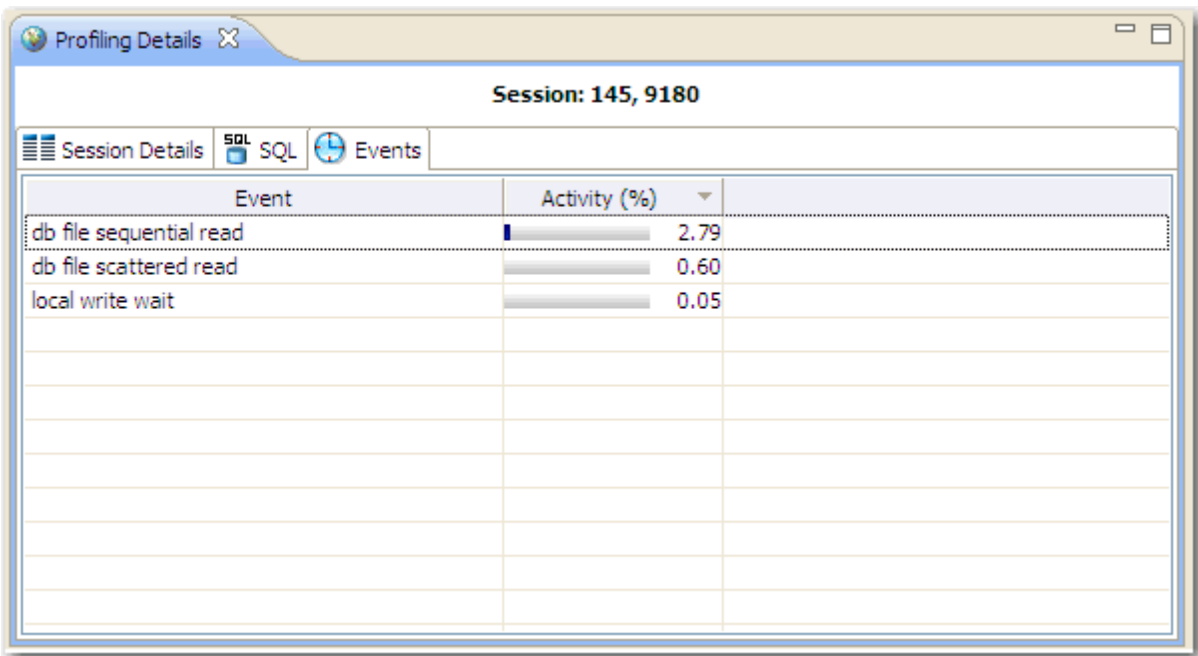 Profiling Details
Session: 145, 9180
Session Details SQL SQL Events
Event Activity (%)
db file sequential read 2.79
db file scattered read 0.60
local write wait 0.05